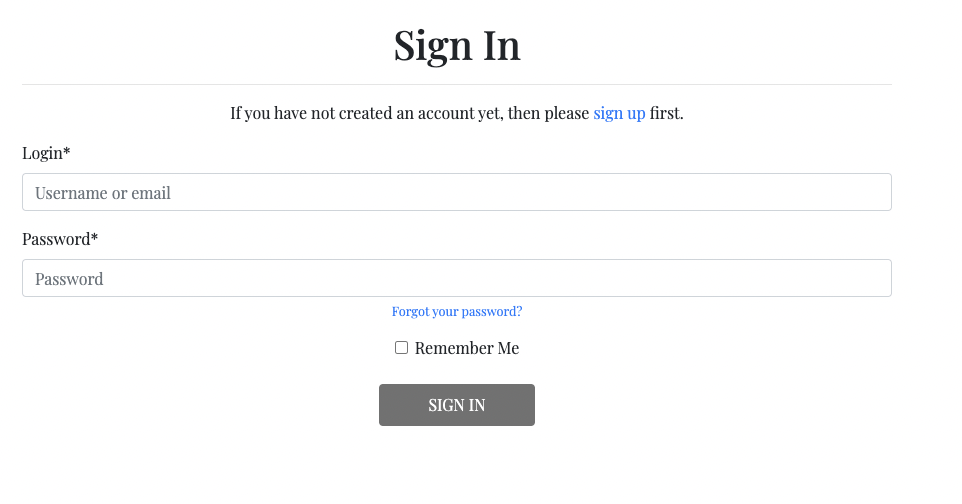 Sign In
If you have not created an account yet, then please sign up first.
Login*
Username or email
Password*
Password
Forgot your password?
Remember Me
SIGN IN